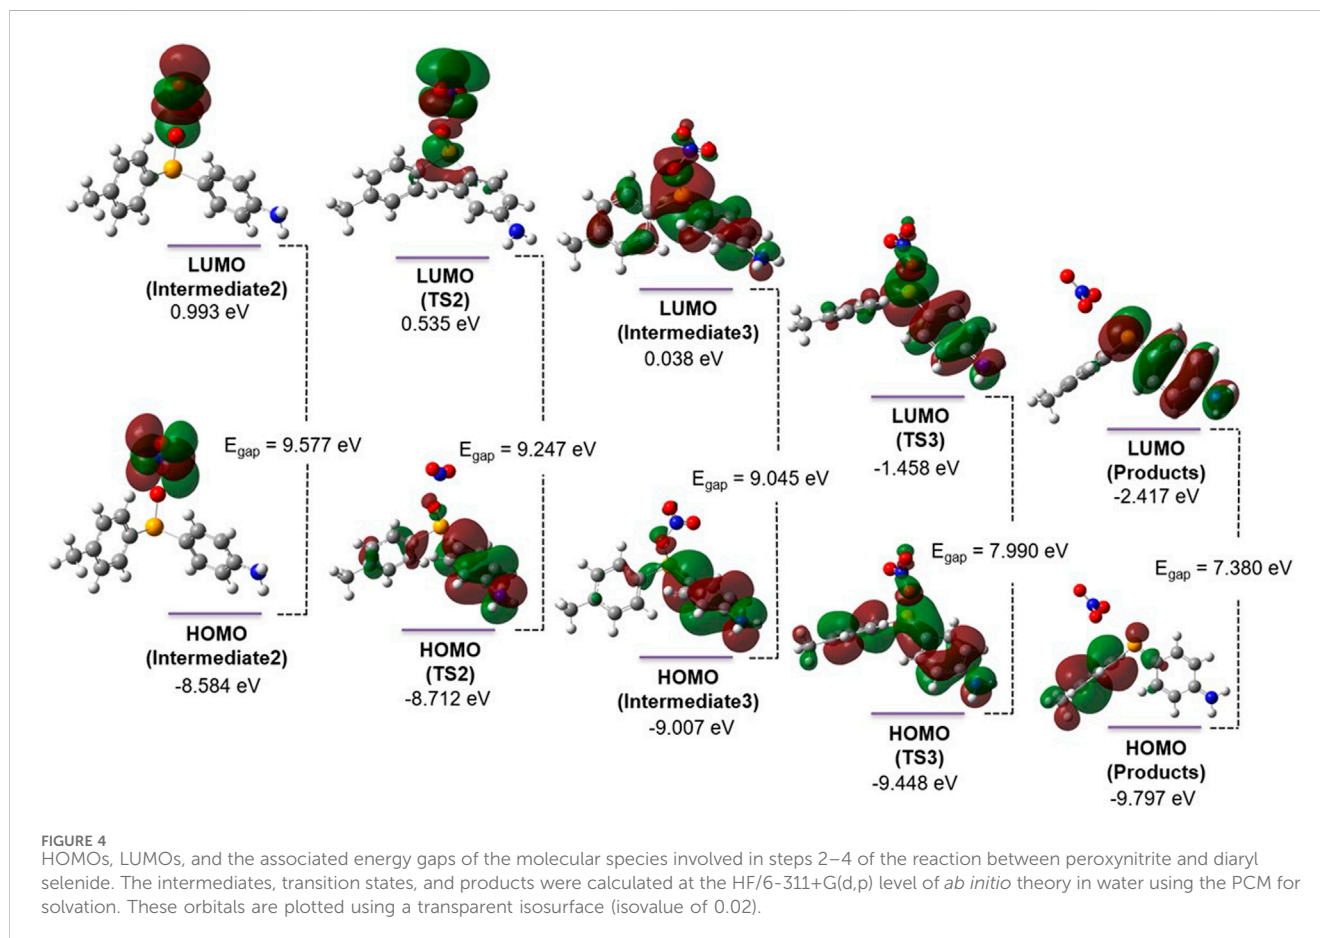 LUMO
(Intermediate2)
0.993 eV
LUMO
(TS2)
0.535 eV
LUMO
(Intermediate3)
0.038 eV
LUMO
(TS3)
-1.458 eV
LUMO
(Products)
-2.417 eV
Egap = 9.577 eV
Egap = 9.247 eV
Egap = 9.045 eV
Egap = 7.990 eV
Egap = 7.380 eV
HOMO
(Intermediate2)
-8.584 eV
HOMO
(TS2)
-8.712 eV
HOMO
(Intermediate3)
-9.007 eV
HOMO
(TS3)
-9.448 eV
HOMO
(Products)
-9.797 eV
FIGURE 4
HOMOs, LUMOs, and the associated energy gaps of the molecular species involved in steps 2–4 of the reaction between peroxynitrite and diaryl
selenide. The intermediates, transition states, and products were calculated at the HF/6-311+G(d,p) level of ab initio theory in water using the PCM for
solvation. These orbitals are plotted using a transparent isosurface (isovalue of 0.02).